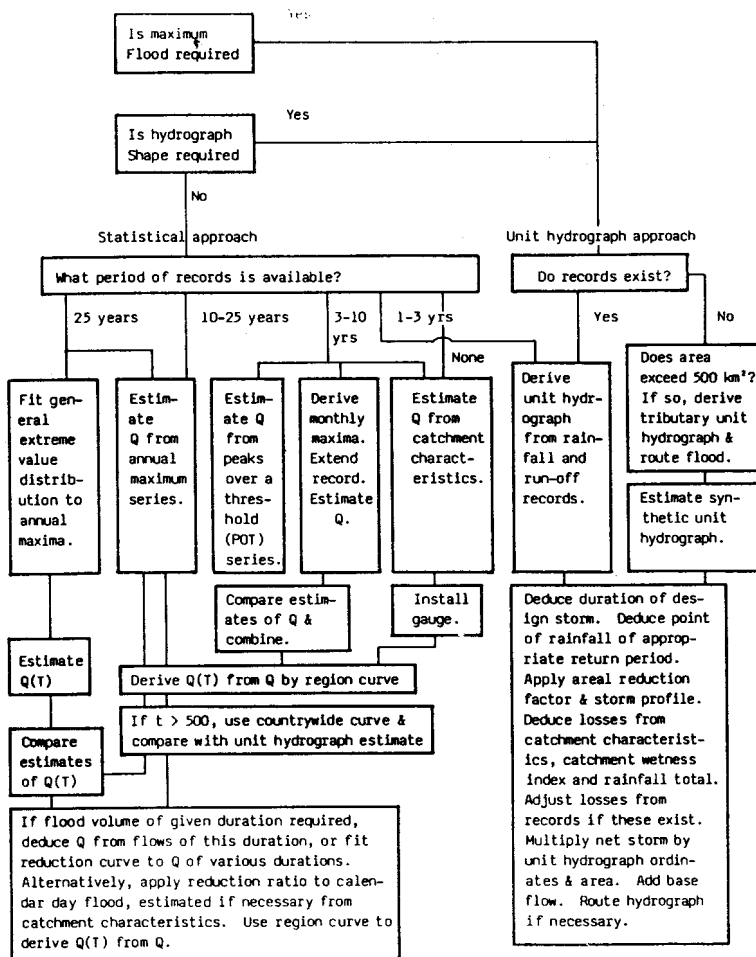 Yes
Is maximum
Flood required
Yes
Is hydrograph
Shape required
No
Statistical approach
Unit hydrograph approach
What period of records is available?
Do records exist?
25 years
10-25 years
3-10
yrs
1-3 yrs
None
Yes
No
Fit gen-
eral
extreme
value
distrib-
ution to
annual
maxima.
Estim-
ate
Q from
annual
maximum
series.
Estim-
ate Q
from
peaks
over a
thres-
hold
(POT)
series.
Derive
monthly
maxima.
Extend
record.
Estimate
Q.
Estimate
Q from
catchment
charact-
eristics.
Derive
unit hydr-
ograph
from rain-
fall and
run-off
records.
Does area
exceed 500 km²?
If so, derive
tributary unit
hydrograph &
route flood.
Estimate syn-
thetic unit
hydrograph.
Compare estim-
ates of Q &
combine.
Install
gauge.
Estimate
Q(T)
Derive Q(T) from Q by region curve
If t > 500, use countrywide curve &
compare with unit hydrograph estimate
Compare
estimates
of Q(T)
Deduce duration of des-
ign storm. Deduce point
of rainfall of approp-
riate return period.
Apply areal reduction
factor & storm profile.
Deduce losses from
catchment characterist-
ics, catchment wetness
index and rainfall total.
Adjust losses from
records if these exist.
Multiply net storm by
unit hydrograph ordin-
ates & area. Add base
flow. Route hydrograph
if necessary.
If flood volume of given duration required,
deduce Q from flows of this duration, or fit
reduction curve to Q of various durations.
Alternatively, apply reduction ratio to calen-
dar day flood, estimated if necessary from
catchment characteristics. Use region curve to
derive Q(T) from Q.